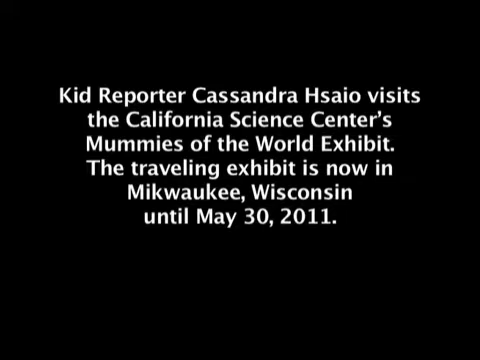 Kid Reporter Cassandra Hsaio visits
the California Science Center's
Mummies of the World Exhibit.
The traveling exhibit is now in
Mikwaukee, Wisconsin
until May 30, 2011.